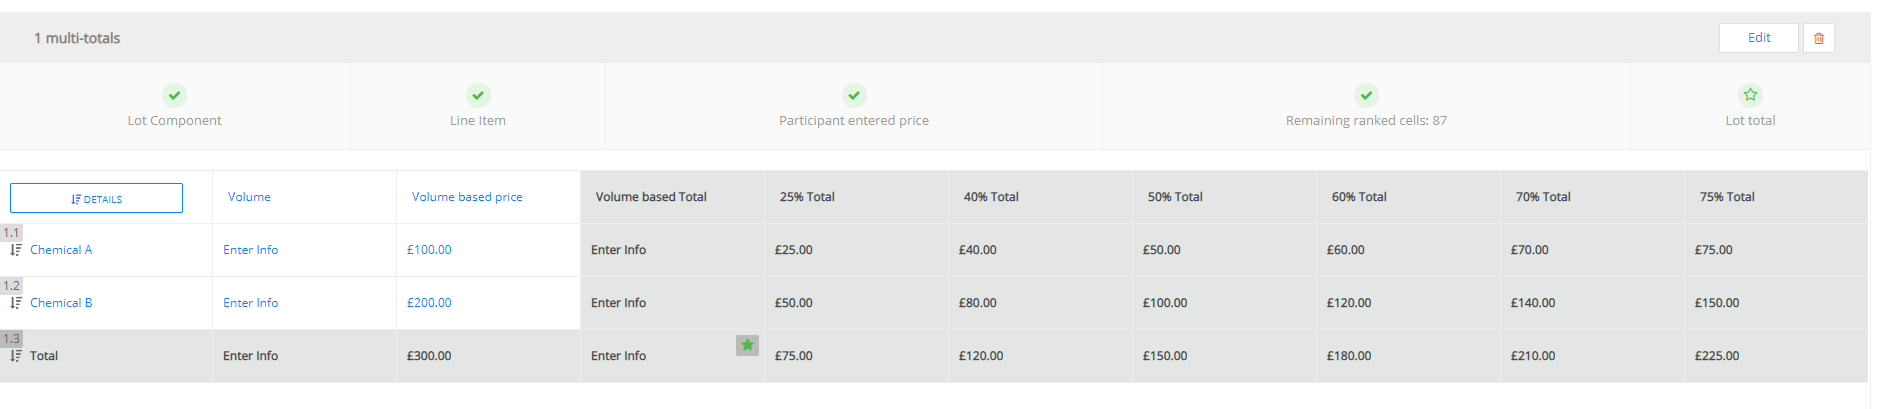 1 multi-totals
Edit
Lot Component
Line Item
Participant entered price
Remaining ranked cells: 87
Lot total
DETAILS Volume Volume based price Volume based Total 25% Total 40% Total 50% Total 60% Total 70% Total 75% Total
1.1
Chemical A Enter Info £100.00 Enter Info £25.00 £40.00 £50.00 £60.00 £70.00 £75.00
1.2
Chemical B Enter Info £200.00 Enter Info £50.00 £80.00 £100.00 £120.00 £140.00 £150.00
1.3
Total Enter Info £300.00 Enter Info £75.00 £120.00 £150.00 £180.00 £210.00 £225.00